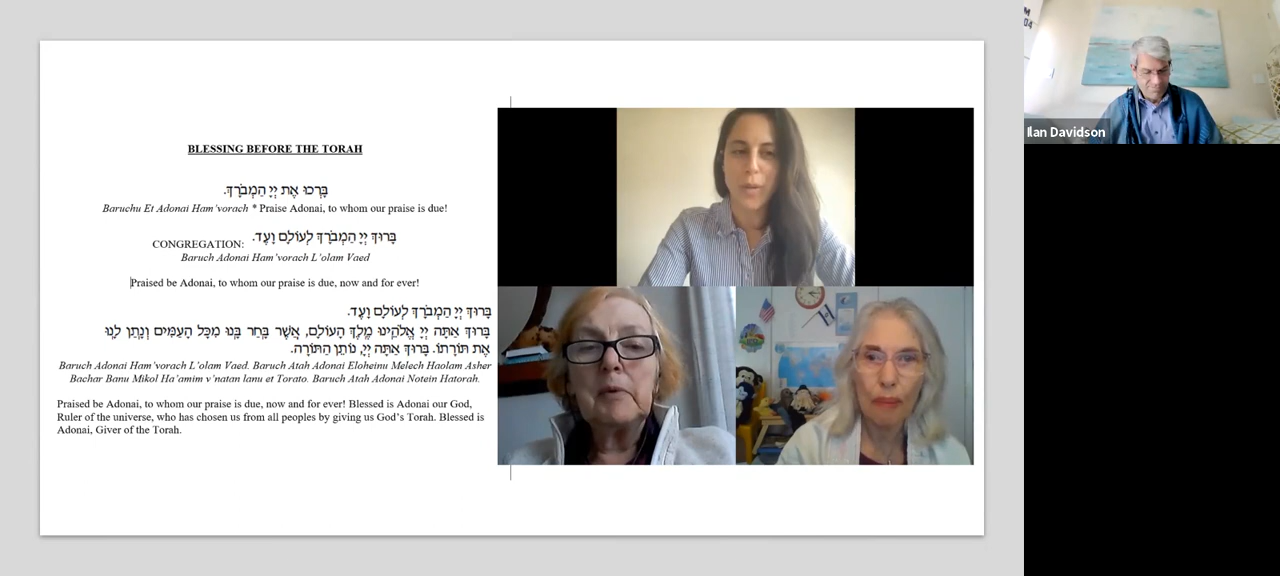 BLESSING BEFORE THE TORAH
בָּרְכוּ אֶת יְיָ הַמְבֹרָךְ.
Baruchu Et Adonai Ham’vorach * Praise Adonai, to whom our praise is due!
CONGREGATION: בָּרוּךְ יְיָ הַמְבֹרָךְ לְעוֹלָם וָעֶד.
Baruch Adonai Ham’vorach L’olam Vaed
Praised be Adonai, to whom our praise is due, now and for ever!
בָּרוּךְ יְיָ הַמְבֹרָךְ לְעוֹלָם וָעֶד.
בָּרוּךְ אַתָּה יְיָ אֱלֹהֵֽינוּ מֶֽלֶךְ הָעוֹלָם, אֲשֶׁר בָּֽחַר בָּֽנוּ מִכָּל הָעַמִּים וְנָֽתַן לָֽנוּ
אֶת תּוֹרָתוֹ. בָּרוּךְ אַתָּה יְיָ, נוֹתֵן הַתּוֹרָה.
Baruch Adonai Ham’vorach L’olam Vaed. Baruch Atah Adonai Eloheinu Melech Haolam Asher
Bachar Banu Mikol Ha’amim v’natan lanu et Torato. Baruch Atah Adonai Notein Hatorah.
Praised be Adonai, to whom our praise is due, now and for ever! Blessed is Adonai our God,
Ruler of the universe, who has chosen us from all peoples by giving us God’s Torah. Blessed is
Adonai, Giver of the Torah.
Ilan Davidson